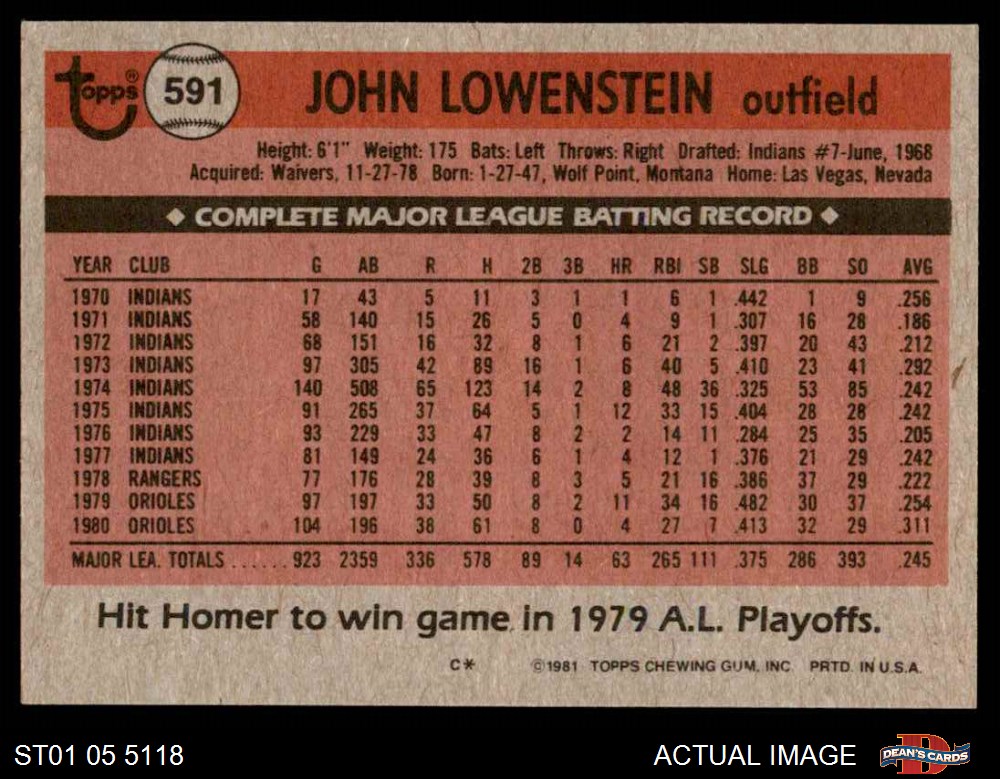 topps® 591 JOHN LOWENSTEIN outfield
Height: 6'1" Weight: 175 Bats: Left Throws: Right Drafted: Indians #7-June, 1968
Acquired: Waivers, 11-27-78 Born: 1-27-47, Wolf Point, Montana Home: Las Vegas, Nevada
◆ COMPLETE MAJOR LEAGUE BATTING RECORD ◆
YEAR CLUB G AB R H 2B 3B HR RBI SB SLG BB SO AVG
1970 INDIANS 17 43 5 11 3 1 1 6 1 .442 1 9 .256
1971 INDIANS 58 140 15 26 5 0 4 9 1 .307 16 28 .186
1972 INDIANS 68 151 16 32 8 1 6 21 2 .397 20 43 .212
1973 INDIANS 97 305 42 89 16 1 6 40 5 .410 23 41 .292
1974 INDIANS 140 508 65 123 14 2 8 48 36 .325 53 85 .242
1975 INDIANS 91 265 37 64 5 1 12 33 15 .404 28 28 .242
1976 INDIANS 93 229 33 47 8 2 2 14 11 .284 25 35 .205
1977 INDIANS 81 149 24 36 6 1 4 12 1 .376 21 29 .242
1978 RANGERS 77 176 28 39 8 3 5 21 16 .386 37 29 .222
1979 ORIOLES 97 197 33 50 8 2 11 34 16 .482 30 37 .254
1980 ORIOLES 104 196 38 61 8 0 4 27 7 .413 32 29 .311
MAJOR LEA. TOTALS ...... 923 2359 336 578 89 14 63 265 111 .375 286 393 .245
Hit Homer to win game in 1979 A.L. Playoffs.
C* ©1981 TOPPS CHEWING GUM, INC. PRTD. IN U.S.A.
ST01 05 5118 ACTUAL IMAGE DEAN'S CARDS